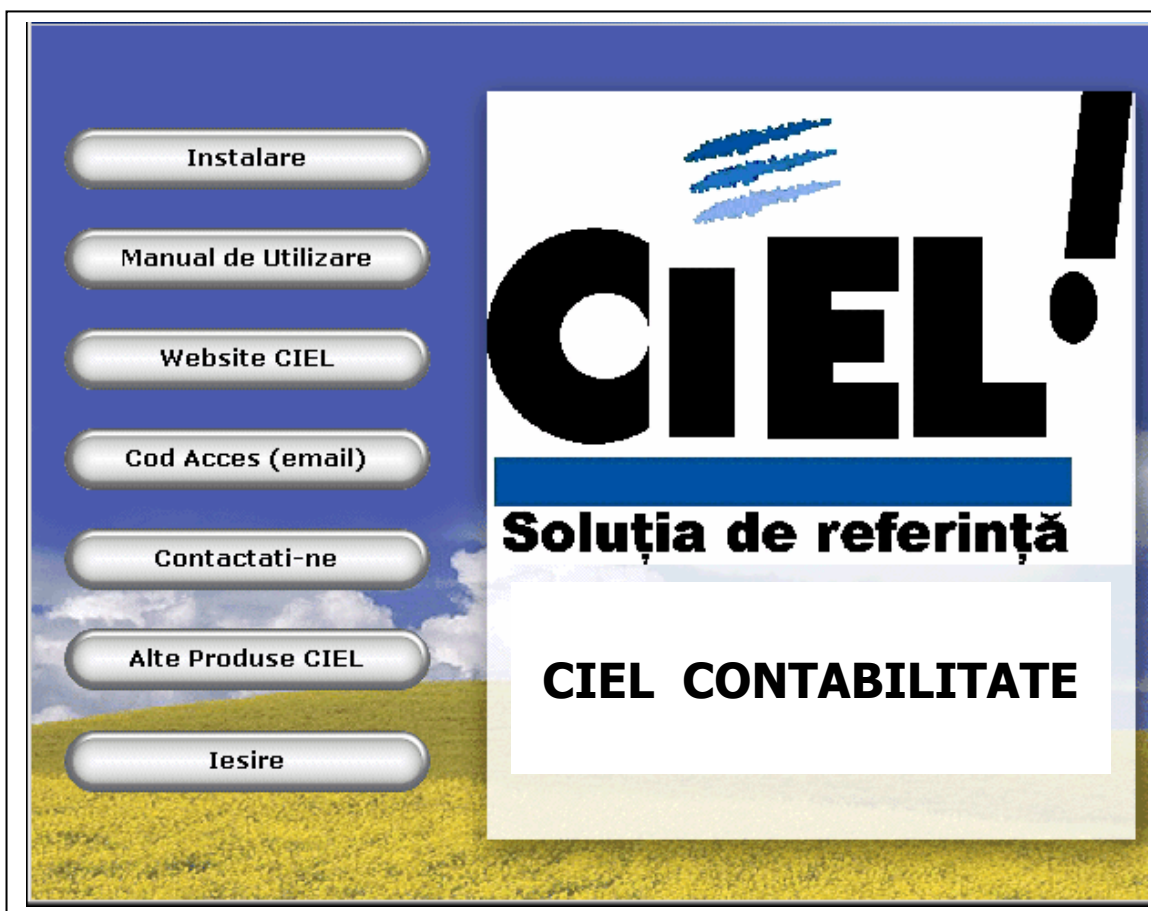 Instalare
Manual de Utilizare
Website CIEL
Cod Acces (email)
Contactati-ne
Alte Produse CIEL
Iesire
CiEL!
Soluția de referință
CIEL CONTABILITATE